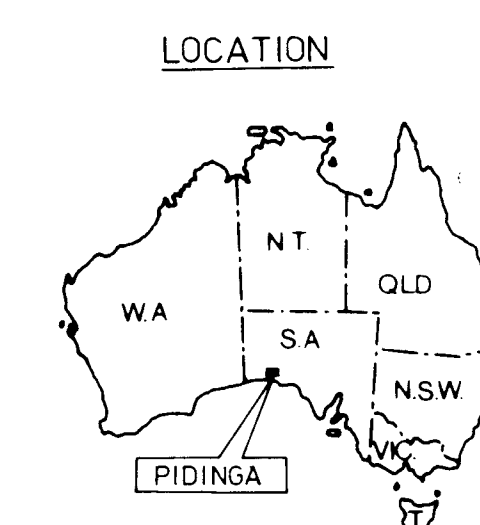 LOCATION
N.T.
QLD
W.A
S.A
N.S.W.
VIC.
PIDINGA
T